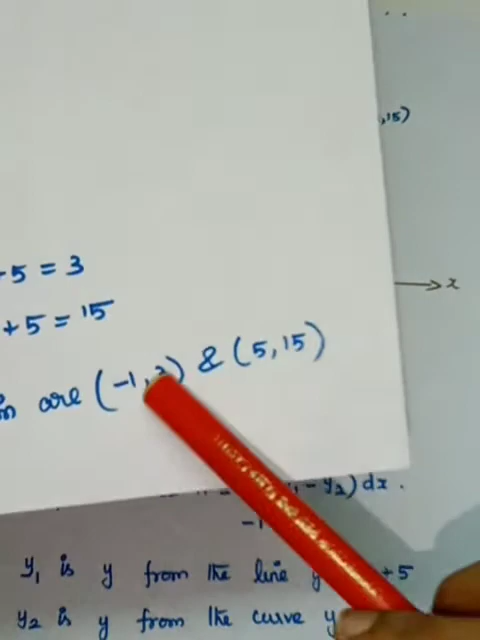 ,15)
+5 = 3
+5 = 15
x
are (-1, 3) & (5, 15)
- y₂) dx.
-1
y₁ is y from the line y +5
y₂ is y from the curve y